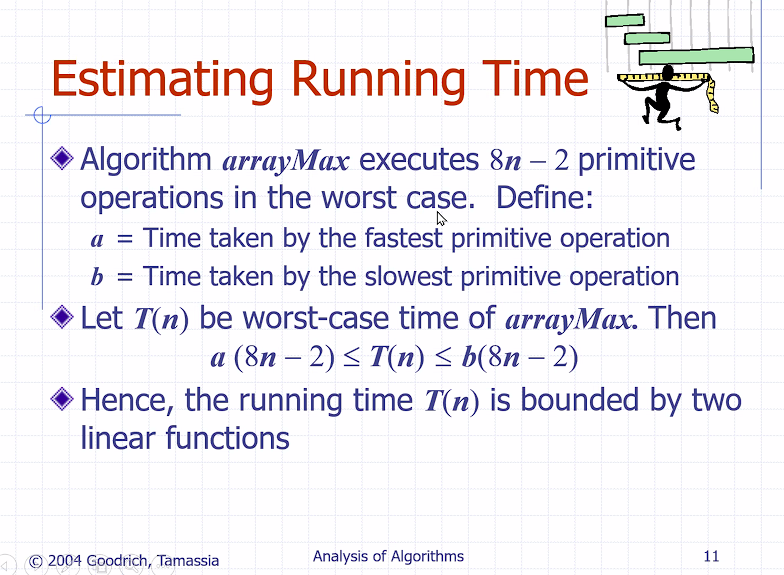 Estimating Running Time
Algorithm arrayMax executes 8n − 2 primitive
operations in the worst case. Define:
a = Time taken by the fastest primitive operation
b = Time taken by the slowest primitive operation
Let T(n) be worst-case time of arrayMax. Then
a (8n − 2) ≤ T(n) ≤ b(8n − 2)
Hence, the running time T(n) is bounded by two
linear functions
© 2004 Goodrich, Tamassia
Analysis of Algorithms
11